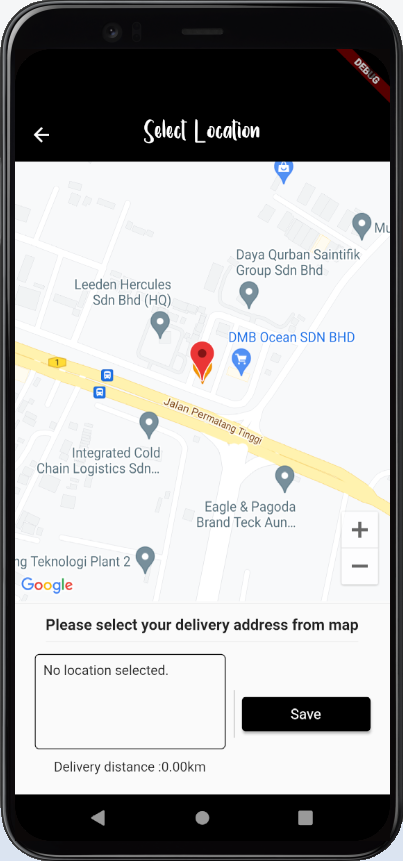 DEBUG
Select Location
Mu
Daya Qurban Saintifik
Group Sdn Bhd
Leeden Hercules
Sdn Bhd (HQ)
DMB Ocean SDN BHD
1
Jalan Permatang Tinggi
Integrated Cold
Chain Logistics Sdn...
Eagle & Pagoda
Brand Teck Aun...
ng Teknologi Plant 2
Google
Please select your delivery address from map
No location selected.
Save
Delivery distance :0.00km